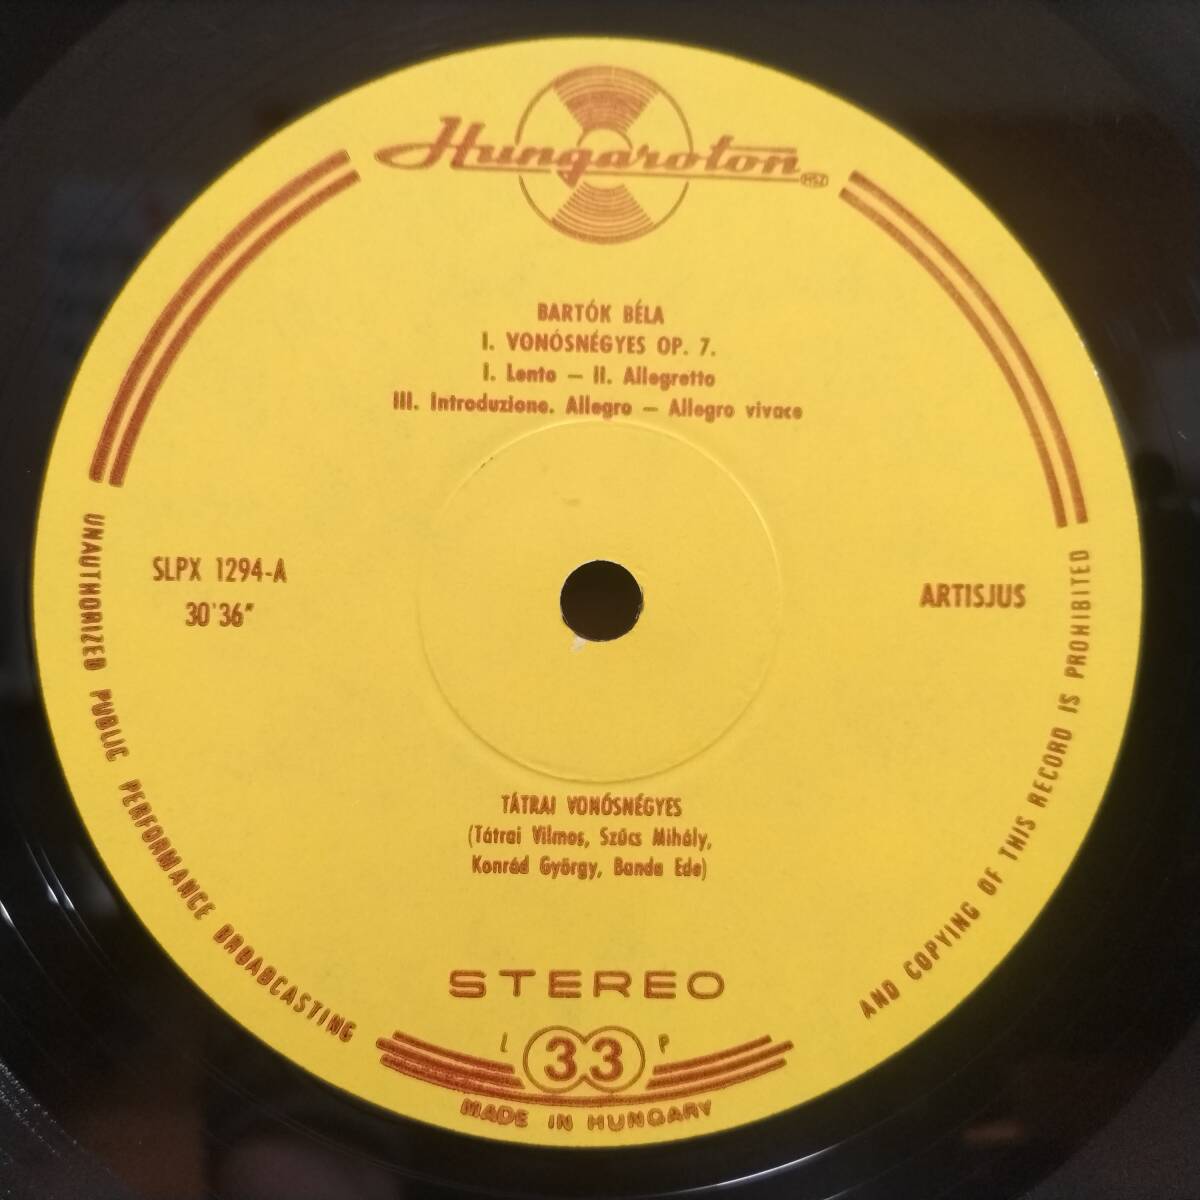 Hungaroton
MSZ
BARTÓK BÉLA
I. VONÓSNÉGYES OP. 7.
I. Lento – II. Allegretto
III. Introduzione. Allegro – Allegro vivace
SLPX 1294-A
30'36"
ARTISJUS
TÁTRAI VONÓSNÉGYES
(Tátrai Vilmos, Szűcs Mihály,
Konrád György, Banda Ede)
STEREO
L 33 P
MADE IN HUNGARY
UNAUTHORIZED PUBLIC PERFORMANCE BROADCASTING
AND COPYING OF THIS RECORD IS PROHIBITED